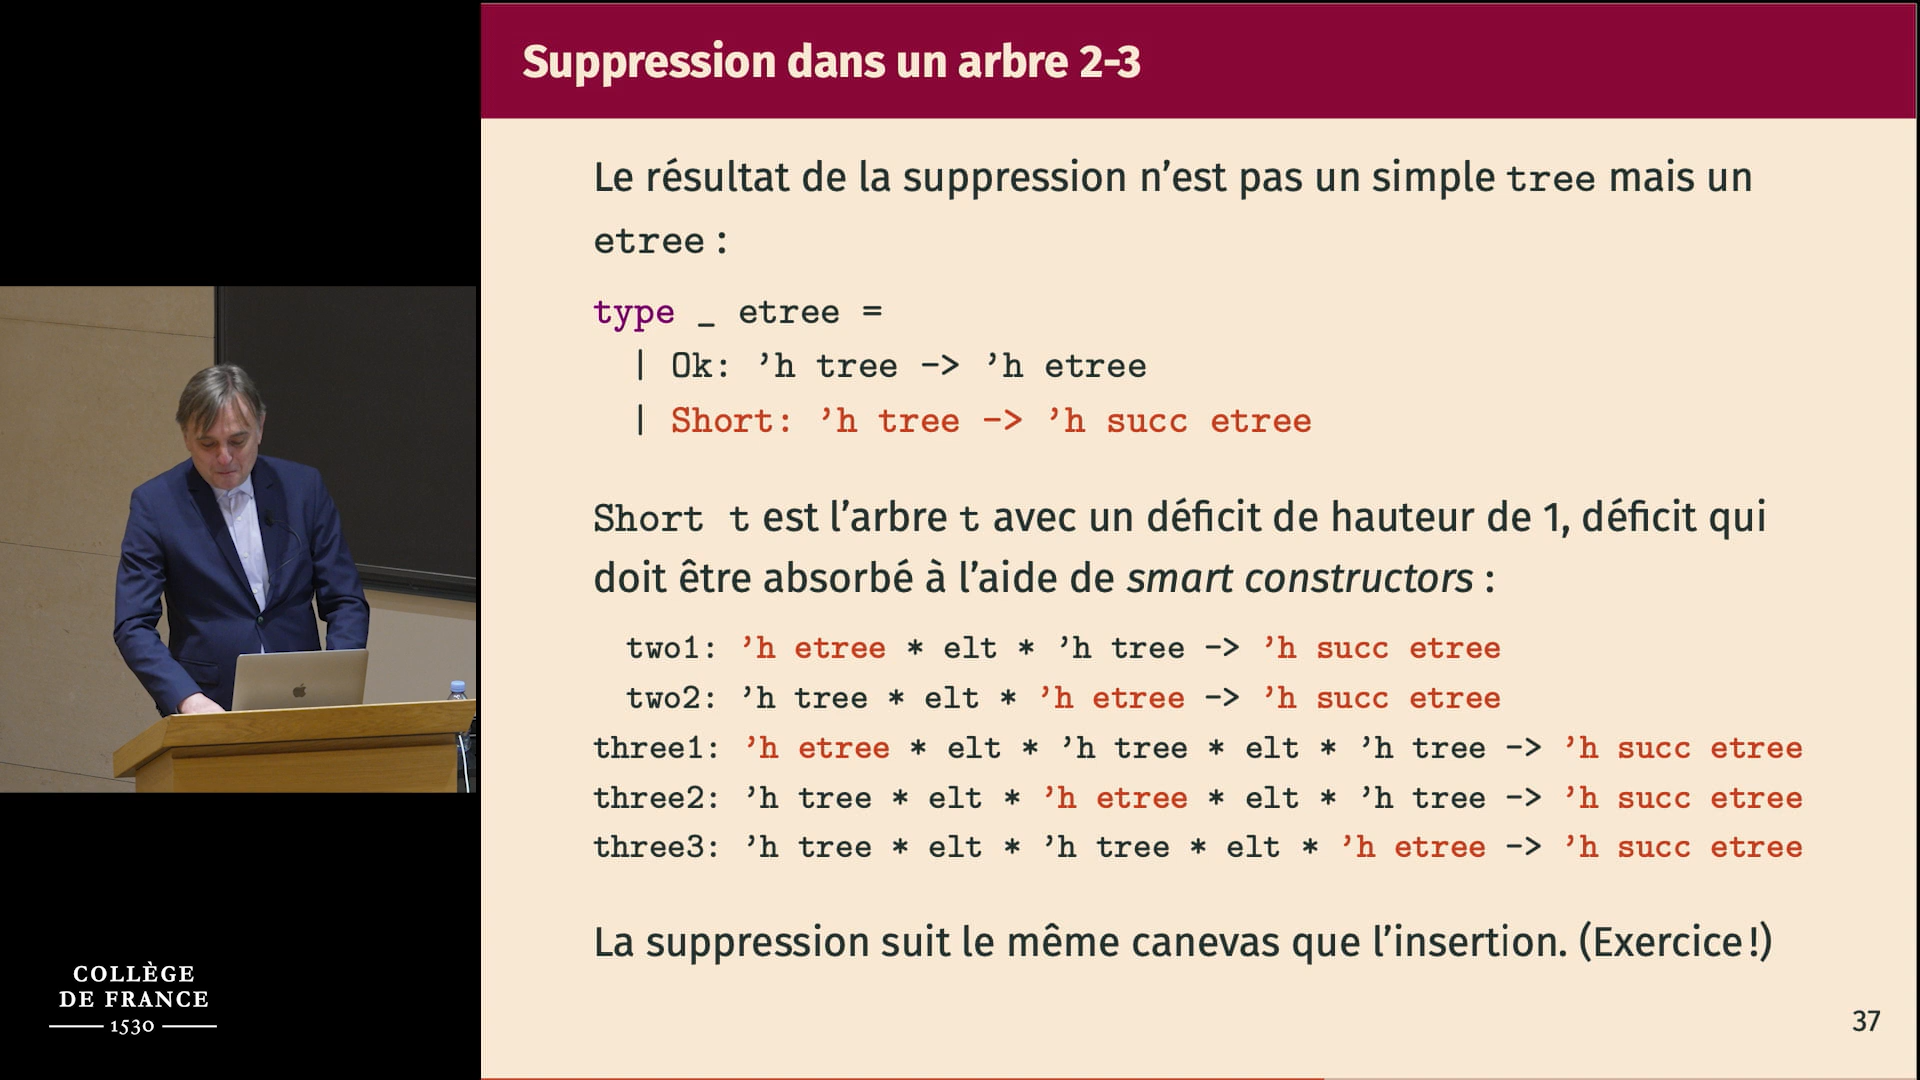 Suppression dans un arbre 2-3
Le résultat de la suppression n’est pas un simple tree mais un
etree :
type _ etree =
| Ok: ’h tree -> ’h etree
| Short: ’h tree -> ’h succ etree
Short t est l’arbre t avec un déficit de hauteur de 1, déficit qui
doit être absorbé à l’aide de smart constructors :
two1: ’h etree * elt * ’h tree -> ’h succ etree
two2: ’h tree * elt * ’h etree -> ’h succ etree
three1: ’h etree * elt * ’h tree * elt * ’h tree -> ’h succ etree
three2: ’h tree * elt * ’h etree * elt * ’h tree -> ’h succ etree
three3: ’h tree * elt * ’h tree * elt * ’h etree -> ’h succ etree
La suppression suit le même canevas que l’insertion. (Exercice !)
37
COLLÈGE
DE FRANCE
1530